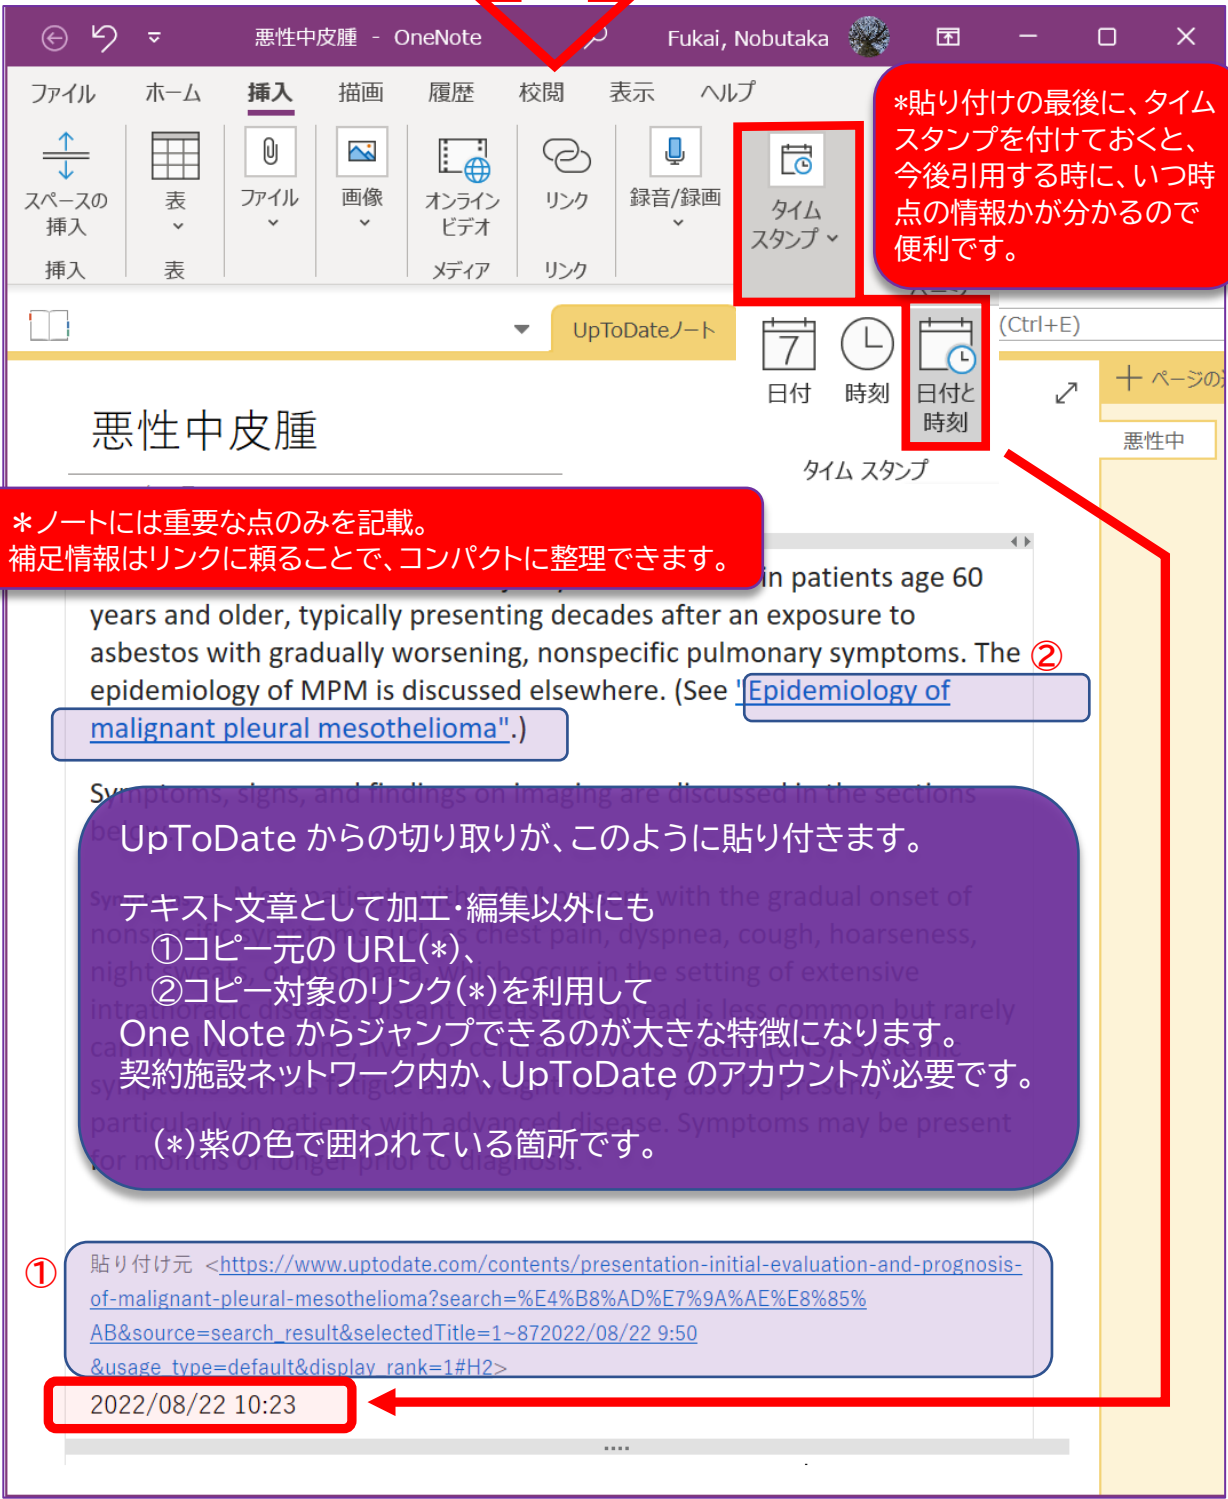 悪性中皮腫 - OneNote
Fukai, Nobutaka
ファイル ホーム 挿入 描画 履歴 校閲 表示 ヘルプ
スペースの
挿入
表
ファイル
画像
オンライン
ビデオ
リンク
録音/録画
タイム
スタンプ
挿入 表 メディア リンク
*貼り付けの最後に、タイム
スタンプを付けておくと、
今後引用する時に、いつ時
点の情報かが分かるので
便利です。
UpToDateノート
(Ctrl+E)
7
日付 時刻 日付と
時刻
タイム スタンプ
ページの
悪性中
悪性中皮腫
＊ノートには重要な点のみを記載。
補足情報はリンクに頼ることで、コンパクトに整理できます。
in patients age 60
years and older, typically presenting decades after an exposure to
asbestos with gradually worsening, nonspecific pulmonary symptoms. The
②
epidemiology of MPM is discussed elsewhere. (See "Epidemiology of
malignant pleural mesothelioma".)
Symptoms, signs, and findings on imaging are discussed in the sections
UpToDate からの切り取りが、このように貼り付きます。
テキスト文章として加工・編集以外にも
①コピー元の URL(*)、
②コピー対象のリンク(*)を利用して
One Note からジャンプできるのが大きな特徴になります。
契約施設ネットワーク内か、UpToDate のアカウントが必要です。
(*)紫の色で囲われている箇所です。
①
貼り付け元 <https://www.uptodate.com/contents/presentation-initial-evaluation-and-prognosis-
of-malignant-pleural-mesothelioma?search=%E4%B8%AD%E7%9A%AE%E8%85%
AB&source=search_result&selectedTitle=1~872022/08/22 9:50
&usage_type=default&display_rank=1#H2>
2022/08/22 10:23